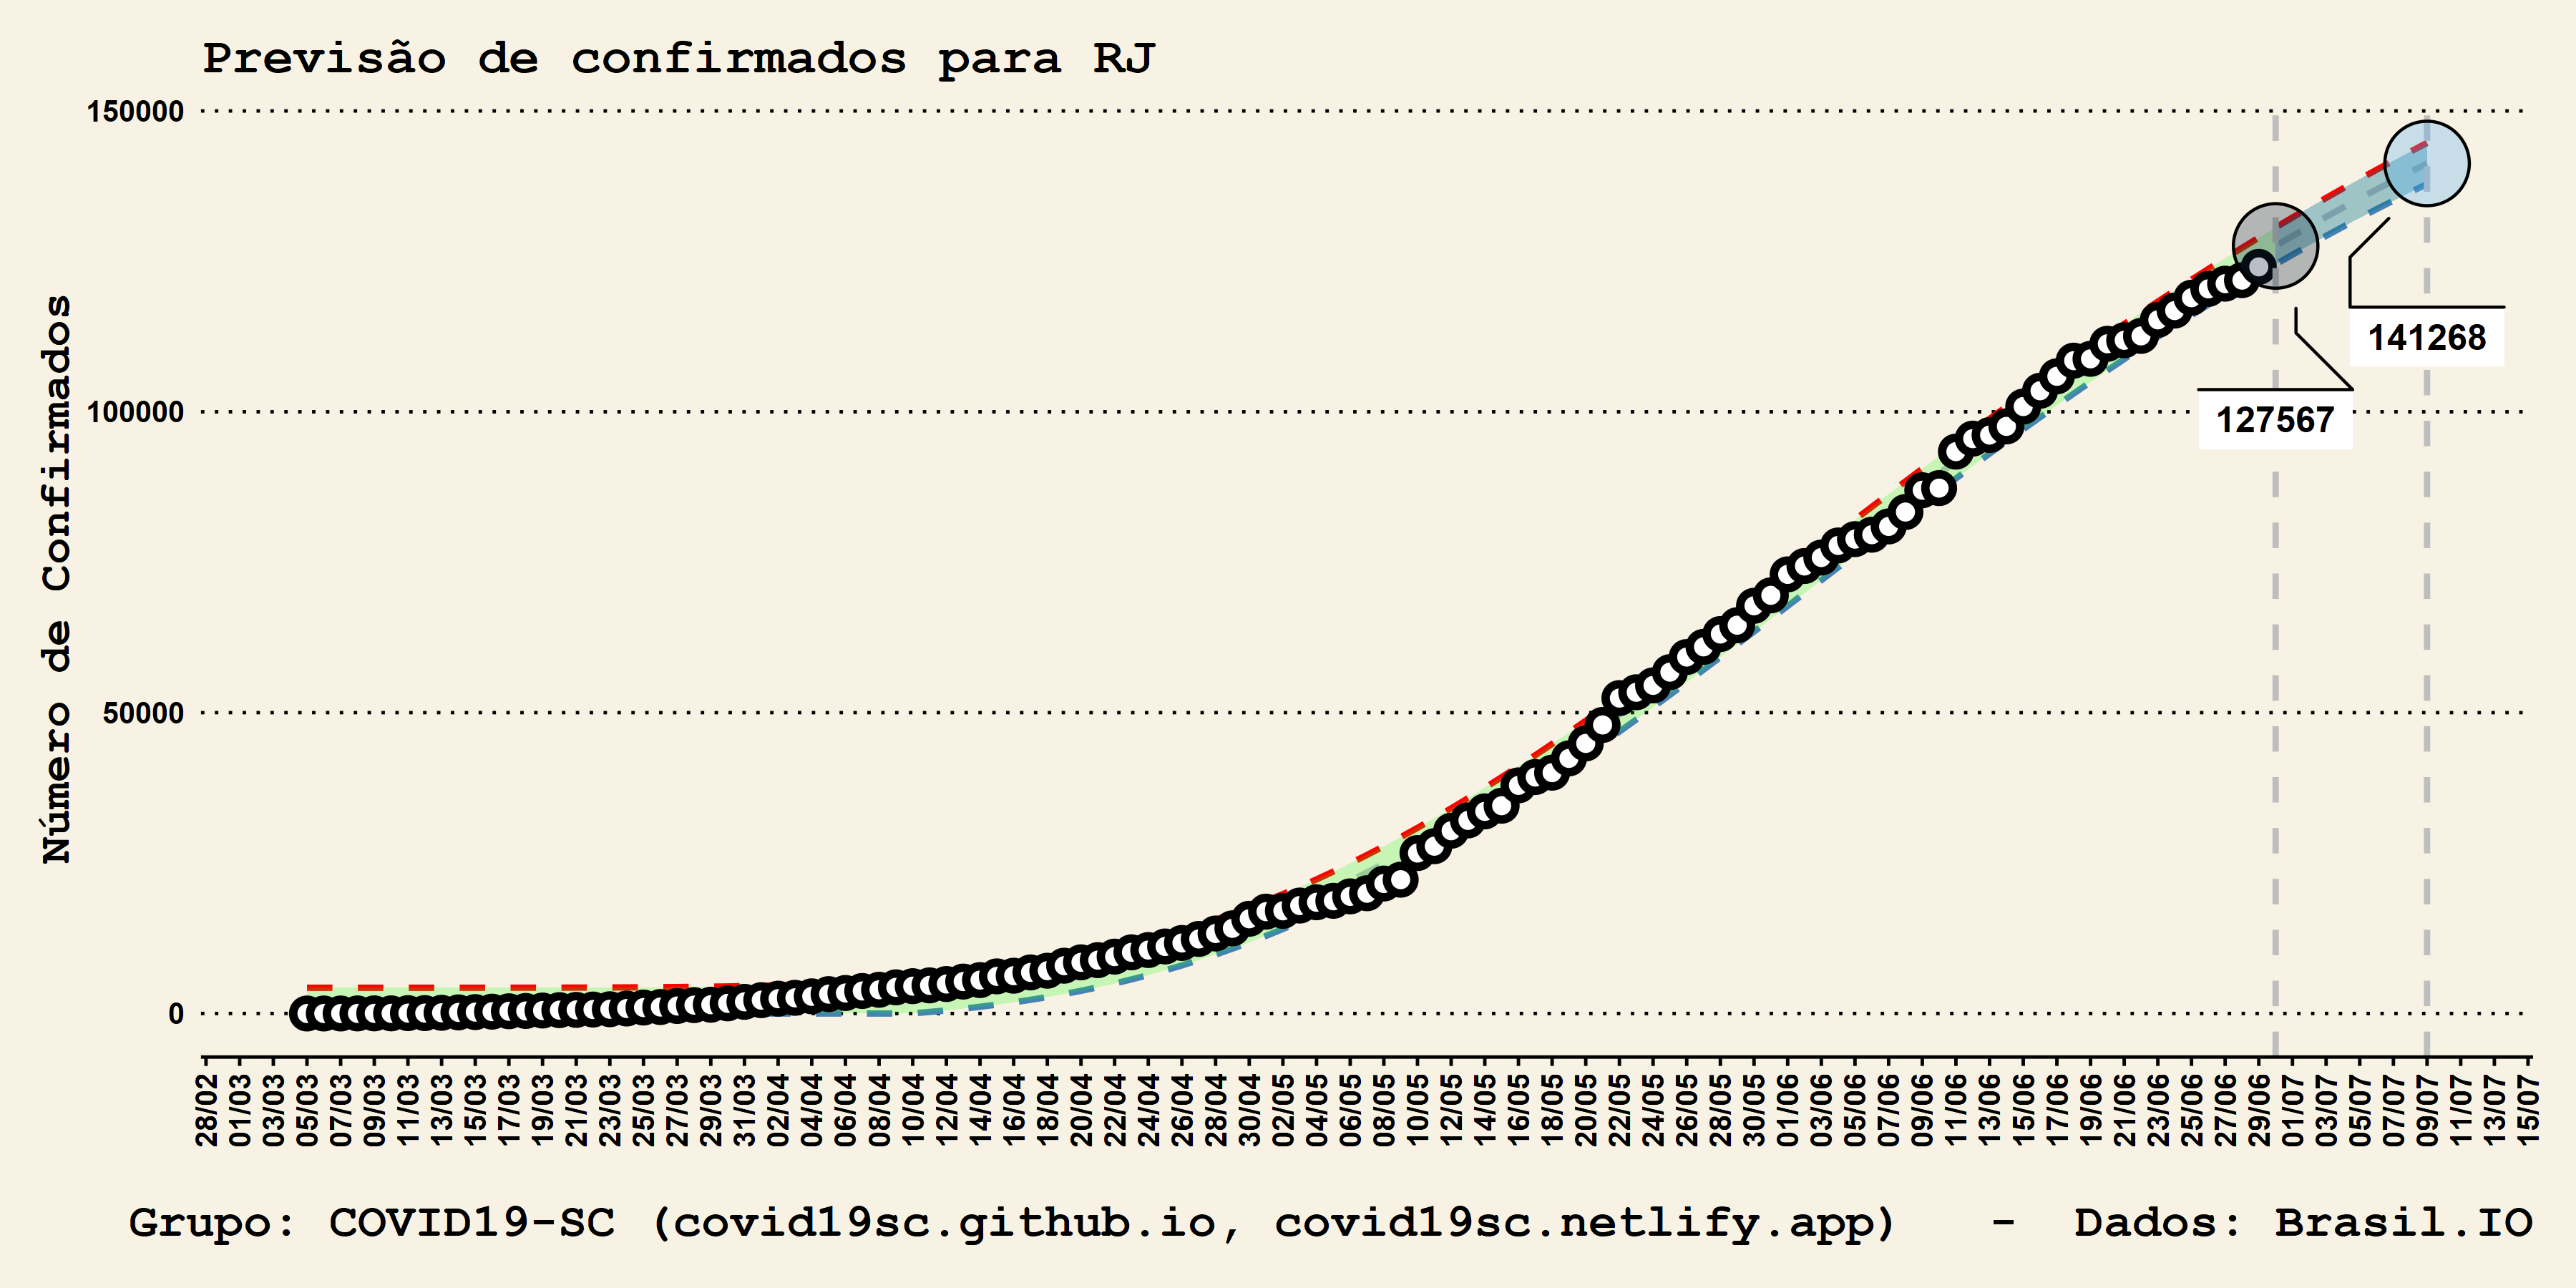 Previsão de confirmados para RJ
Número de Confirmados
150000
100000
50000
0
141268
127567
28/02 01/03 03/03 05/03 07/03 09/03 11/03 13/03 15/03 17/03 19/03 21/03 23/03 25/03 27/03 29/03 31/03 02/04 04/04 06/04 08/04 10/04 12/04 14/04 16/04 18/04 20/04 22/04 24/04 26/04 28/04 30/04 02/05 04/05 06/05 08/05 10/05 12/05 14/05 16/05 18/05 20/05 22/05 24/05 26/05 28/05 30/05 01/06 03/06 05/06 07/06 09/06 11/06 13/06 15/06 17/06 19/06 21/06 23/06 25/06 27/06 29/06 01/07 03/07 05/07 07/07 09/07 11/07 13/07 15/07
Grupo: COVID19-SC (covid19sc.github.io, covid19sc.netlify.app) - Dados: Brasil.IO